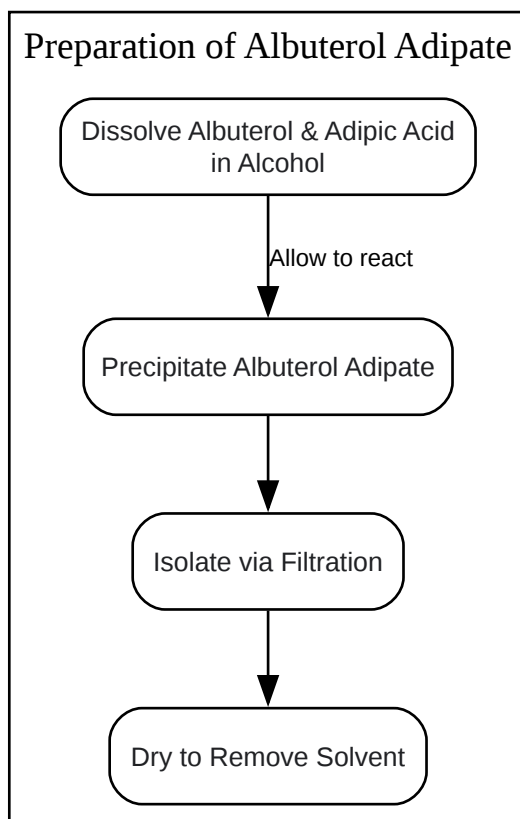 Preparation of Albuterol Adipate
Dissolve Albuterol & Adipic Acid
in Alcohol
Allow to react
Precipitate Albuterol Adipate
Isolate via Filtration
Dry to Remove Solvent